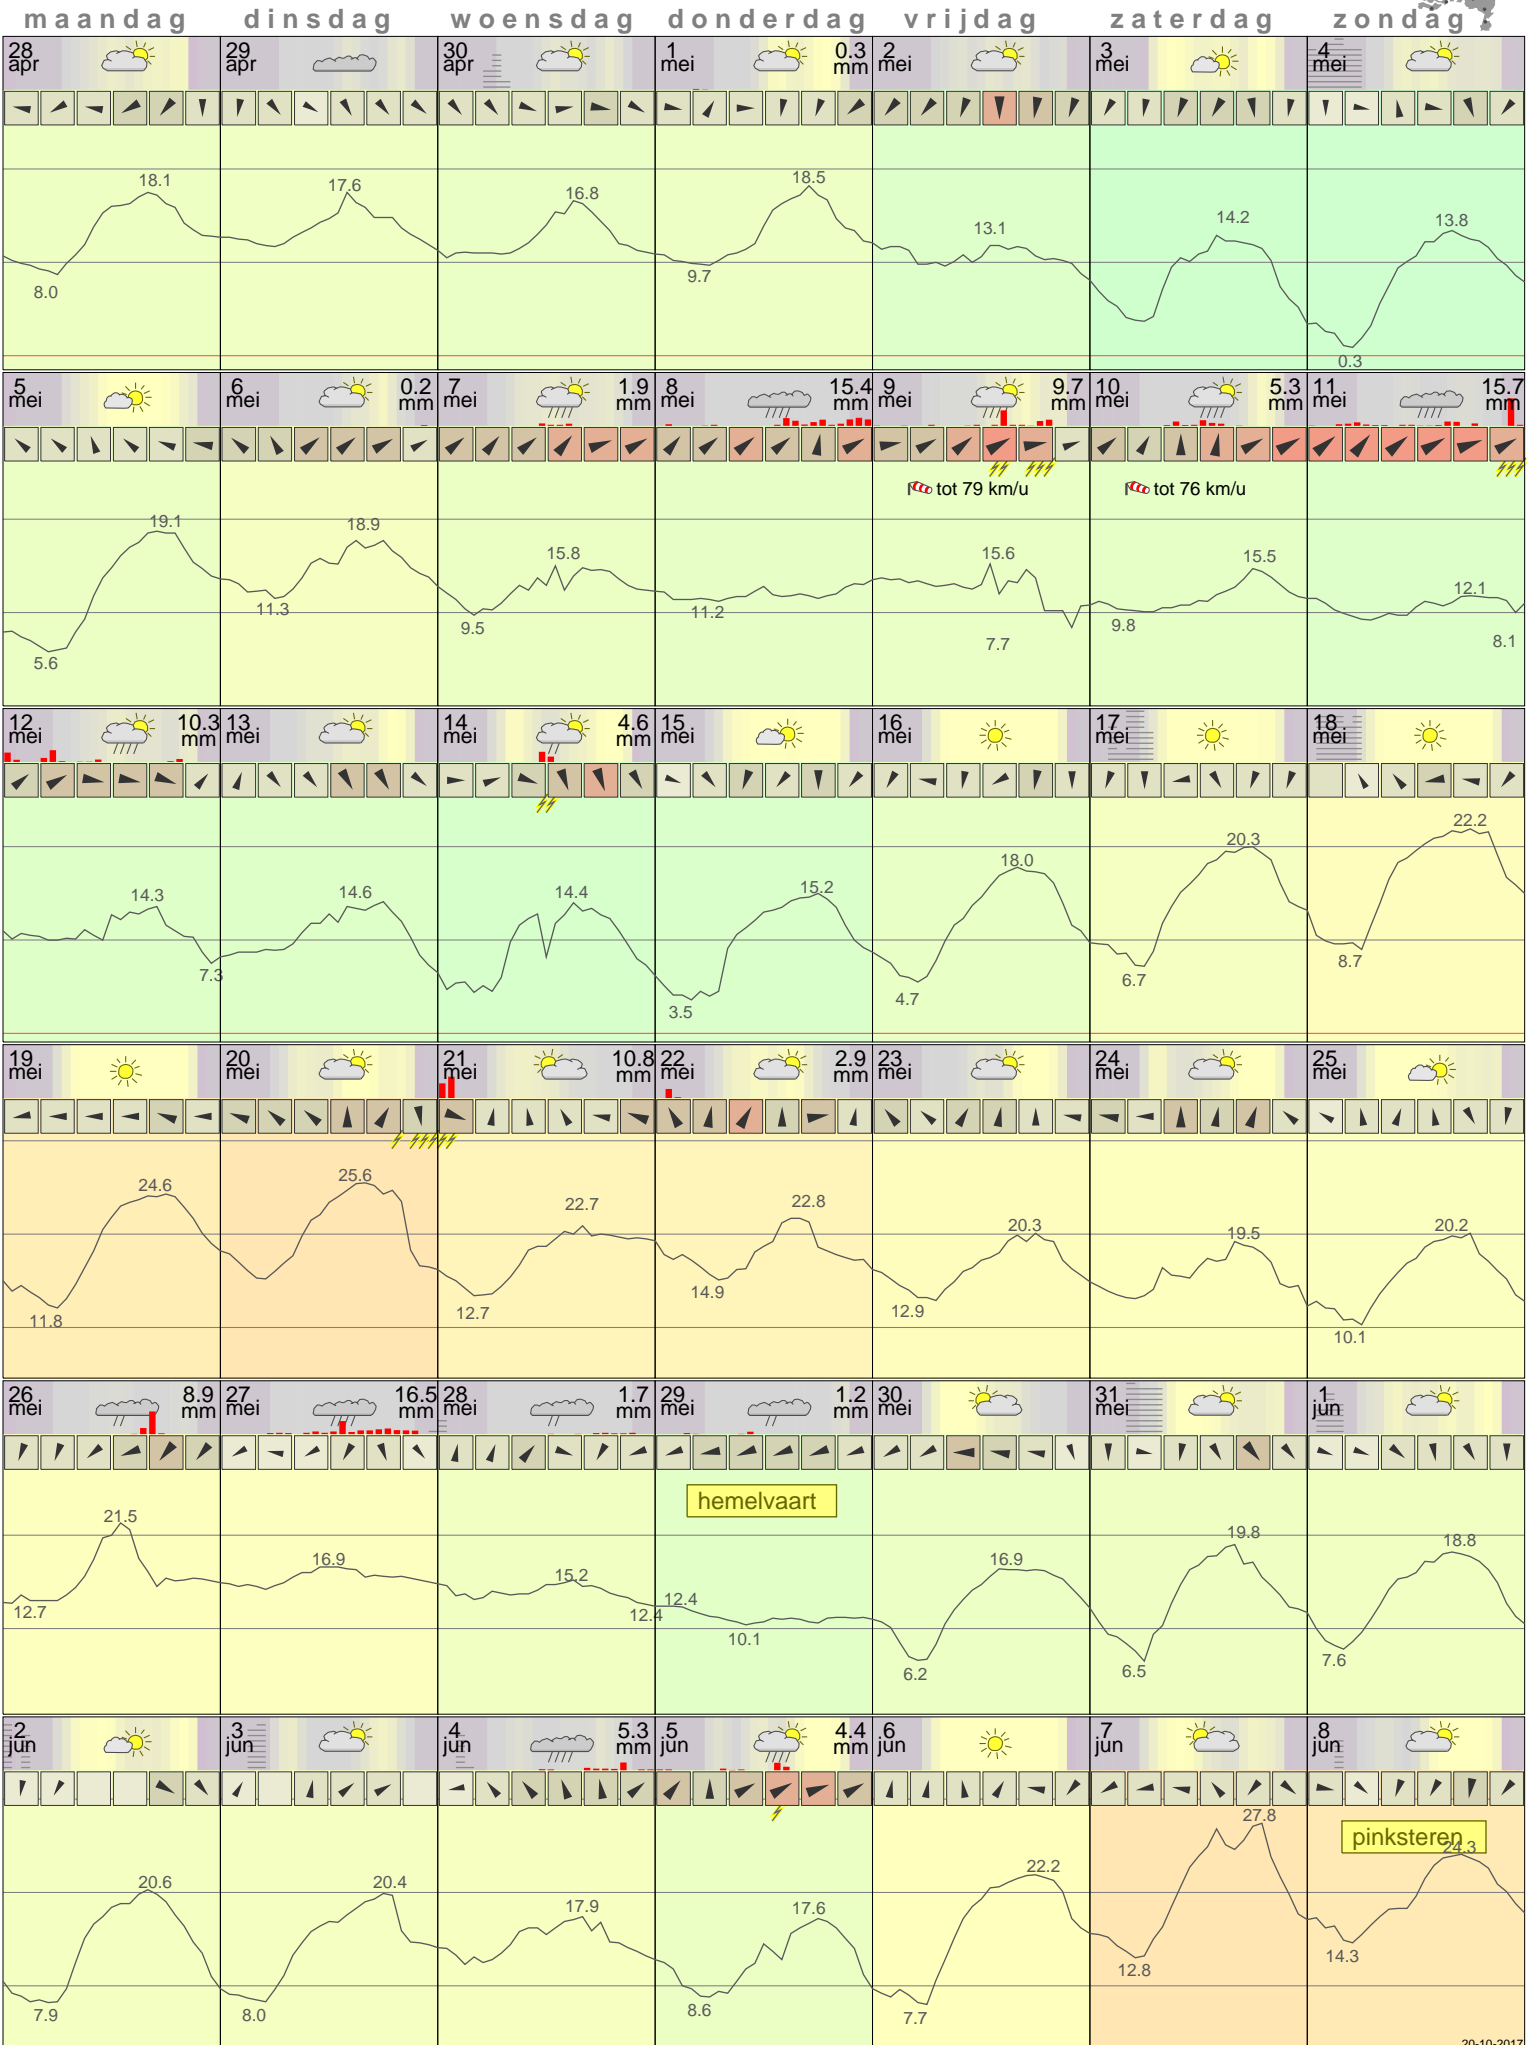 maandag dinsdag woensdag donderdag vrijdag zaterdag zondag
28 apr
29 apr
30 apr
1 mei 0.3 mm
2 mei
3 mei
4 mei
18.1 8.0
17.6
16.8
18.5 9.7
13.1
14.2
13.8 0.3
5 mei
6 mei 0.2 mm
7 mei 1.9 mm
8 mei 15.4 mm
9 mei 9.7 mm
10 mei 5.3 mm
11 mei 15.7 mm
tot 79 km/u
tot 76 km/u
19.1 5.6
18.9 11.3
15.8 9.5
11.2
15.6 7.7
15.5 9.8
12.1 8.1
12 mei 10.3 mm
13 mei
14 mei 4.6 mm
15 mei
16 mei
17 mei
18 mei
14.3 7.3
14.6
14.4
15.2 3.5
18.0 4.7
20.3 6.7
22.2 8.7
19 mei
20 mei
21 mei 10.8 mm
22 mei 2.9 mm
23 mei
24 mei
25 mei
24.6 11.8
25.6
22.7 12.7
22.8 14.9
20.3 12.9
19.5
20.2 10.1
26 mei 8.9 mm
27 mei 16.5 mm
28 mei 1.7 mm
29 mei 1.2 mm
30 mei
31 mei
1 jun
hemelvaart
21.5 12.7
16.9
15.2 12.4
12.4 10.1
16.9 6.2
19.8 6.5
18.8 7.6
2 jun
3 jun
4 jun 5.3 mm
5 jun 4.4 mm
6 jun
7 jun
8 jun
pinksteren
20.6 7.9
20.4 8.0
17.9
17.6 8.6
22.2 7.7
27.8 12.8
24.3 14.3
20-10-2017